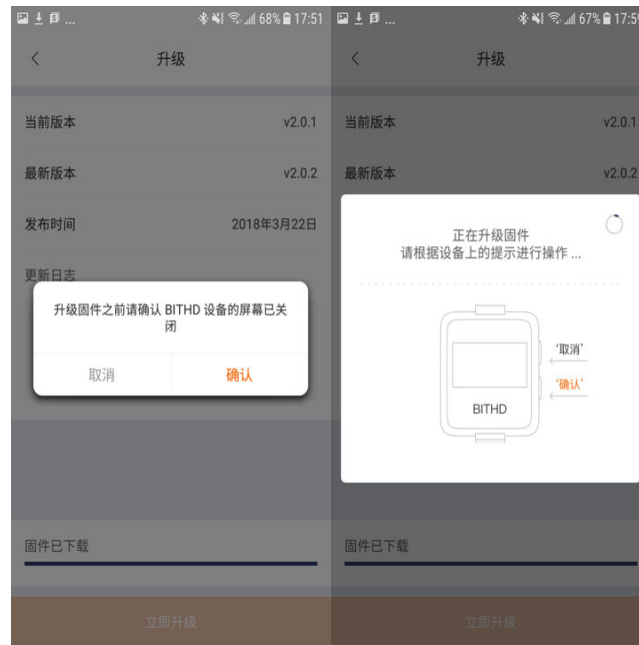 ... 68% 17:51
升级
当前版本 v2.0.1
最新版本 v2.0.2
发布时间 2018年3月22日
更新日志
升级固件之前请确认 BITHD 设备的屏幕已关
闭
取消 确认
固件已下载
立即升级
... 67% 17:59
升级
当前版本 v2.0.1
最新版本 v2.0.2
正在升级固件
请根据设备上的提示进行操作 ...
'取消'
'确认'
BITHD
固件已下载
立即升级